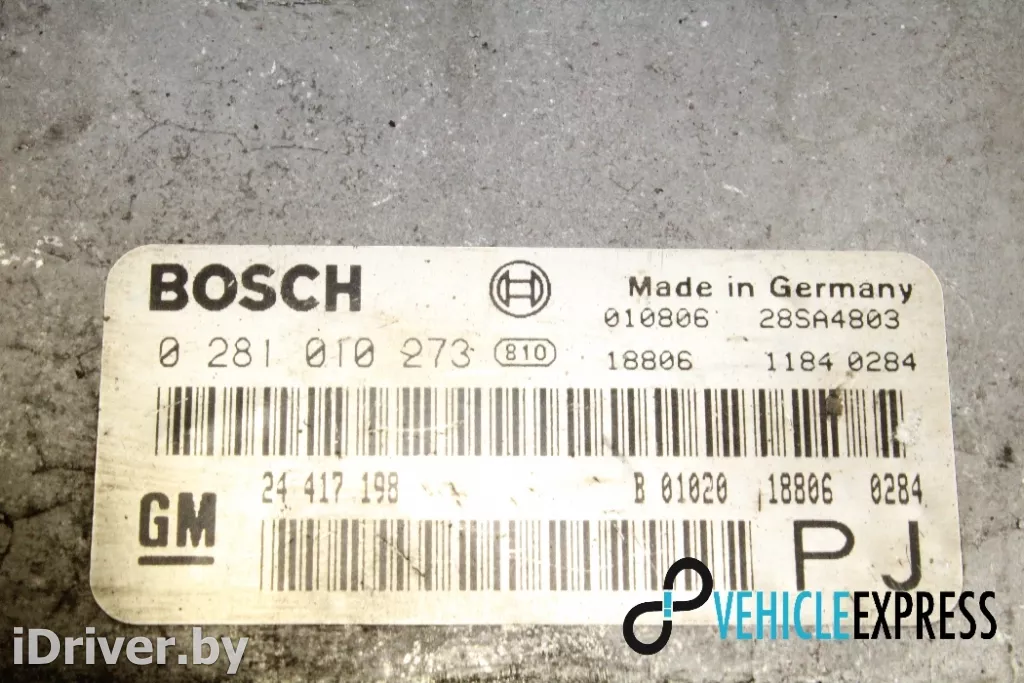 BOSCH
Made in Germany
010806 28SA4803
0 281 010 273 810
18806 1184 0284
24 417 198 B 01020 18806 0284
GM
PJ
VEHICLEEXPRESS
iDriver.by